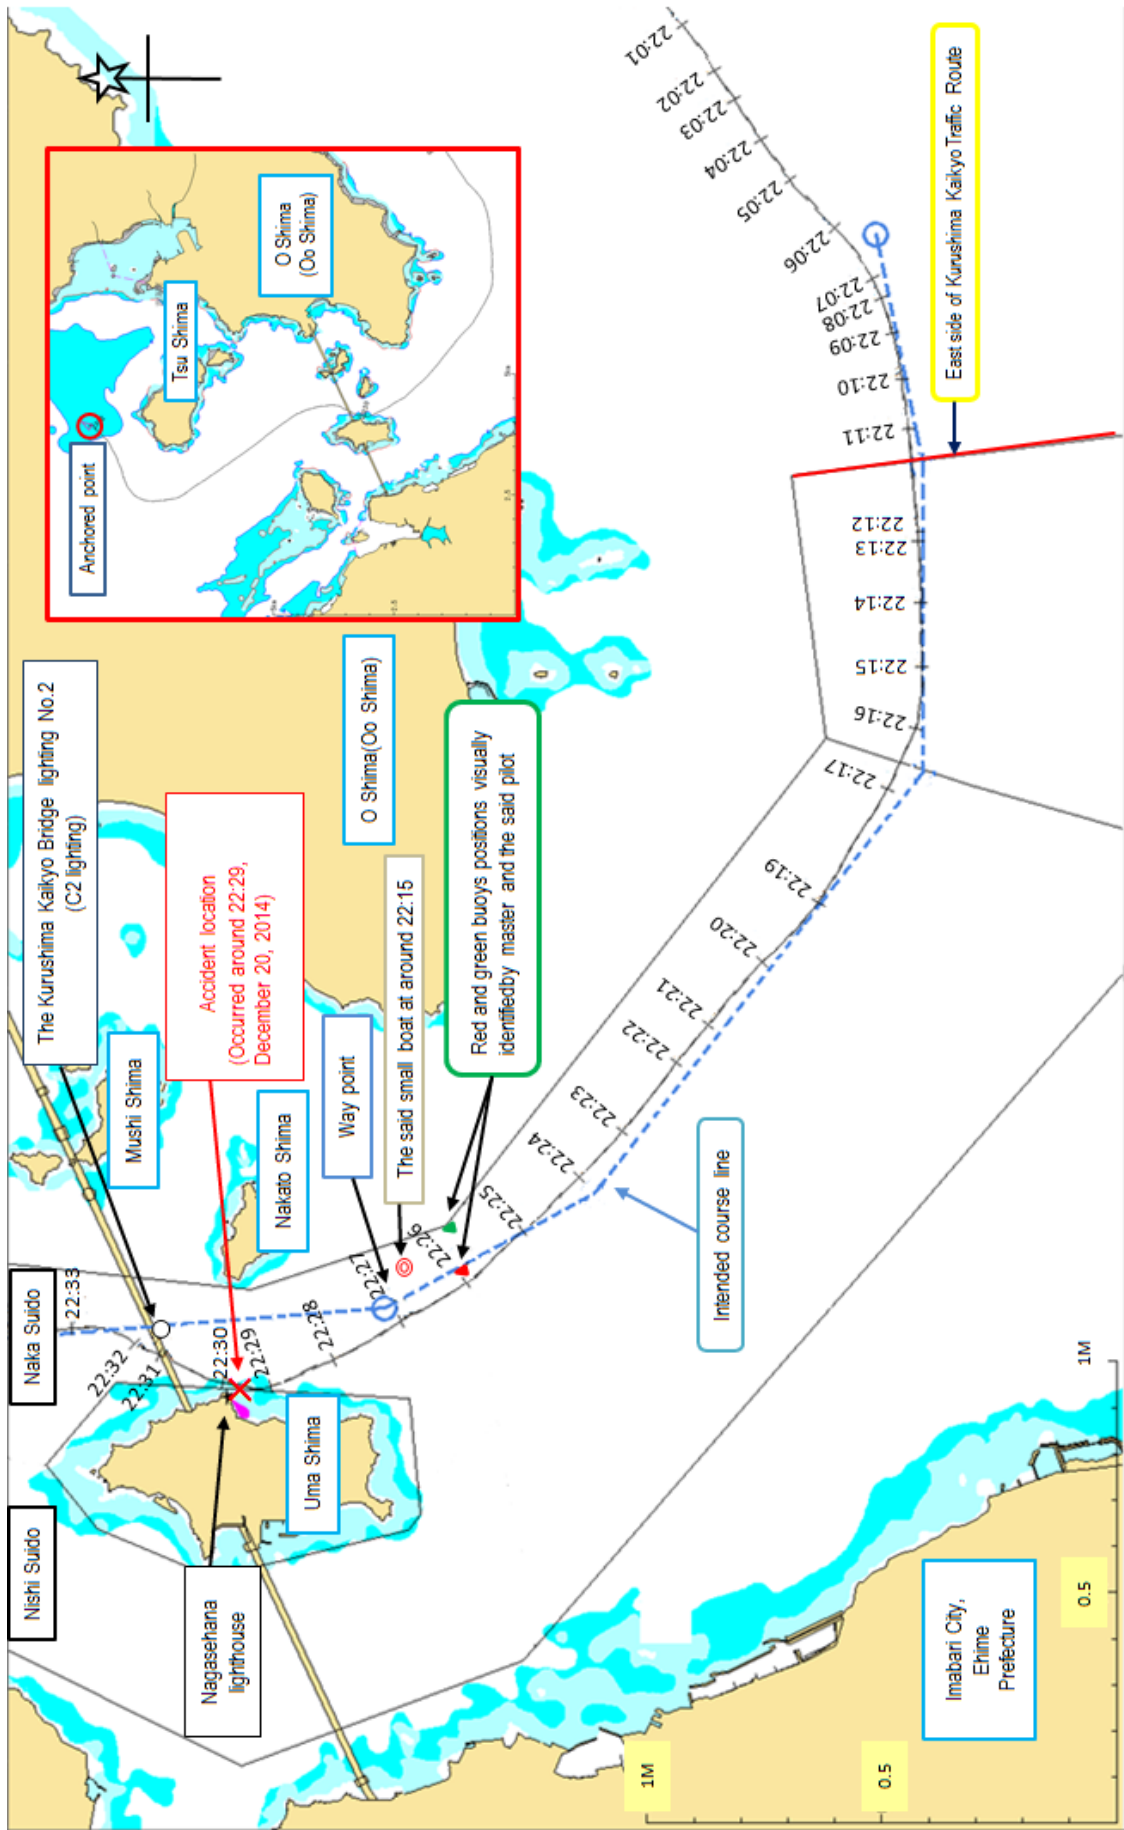 Nishi Suido
Naka Suido
22:33
The Kurushima Kaikyo Bridge lighting No.2
(C2 lighting)
Mushi Shima
Accident location
(Occurred around 22:29,
December 20, 2014)
Nakato Shima
Way point
O Shima(Oo Shima)
The said small boat at around 22:15
Red and green buoys positions visually
identifiedby master and the said pilot
Anchored point
Tsu Shima
O Shima
(Oo Shima)
Nagasehana
lighthouse
Uma Shima
22:32
22:31
22:30
22:29
22:28
22:27
22:26
22:25
22:24
22:23
22:22
22:21
22:20
22:19
22:17
22:16
22:15
22:14
22:13
22:12
22:11
22:10
22:09
22:08
22:07
22:06
22:05
22:04
22:03
22:02
22:01
Intended course line
East side of Kurushima Kaikyo Traffic Route
Imabari City,
Ehime
Prefecture
1M
0.5
0.5
1M